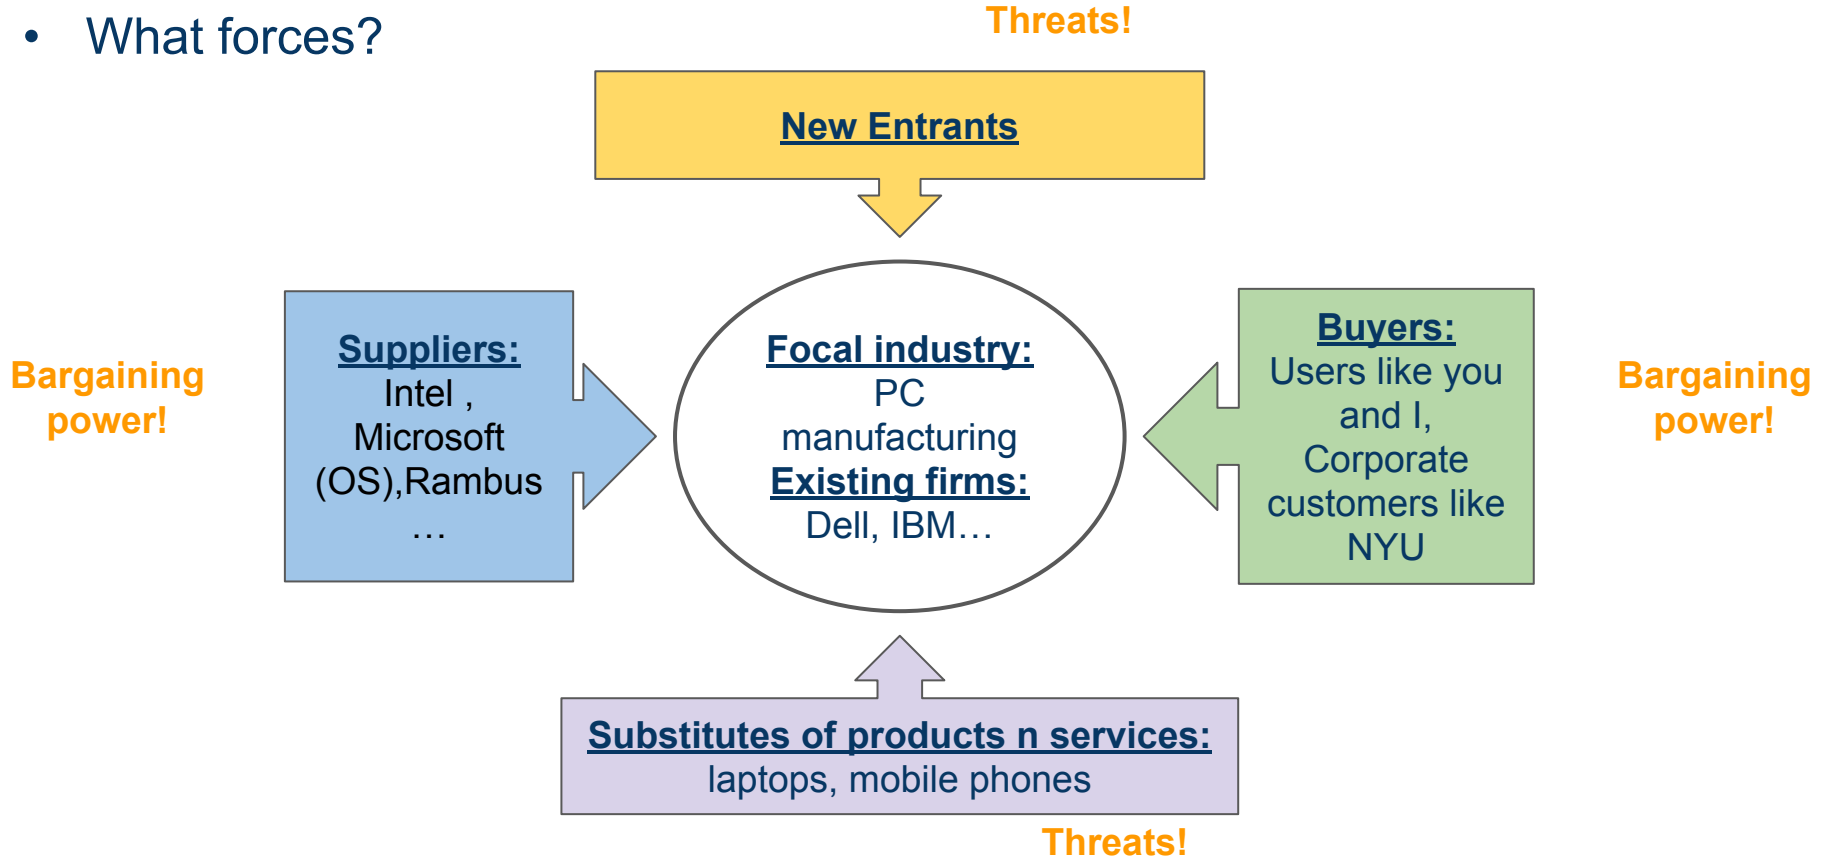 • What forces?
Threats!
New Entrants
Bargaining
power!
Suppliers:
Intel ,
Microsoft
(OS),Rambus
…
Focal industry:
PC
manufacturing
Existing firms:
Dell, IBM…
Buyers:
Users like you
and I,
Corporate
customers like
NYU
Bargaining
power!
Substitutes of products n services:
laptops, mobile phones
Threats!